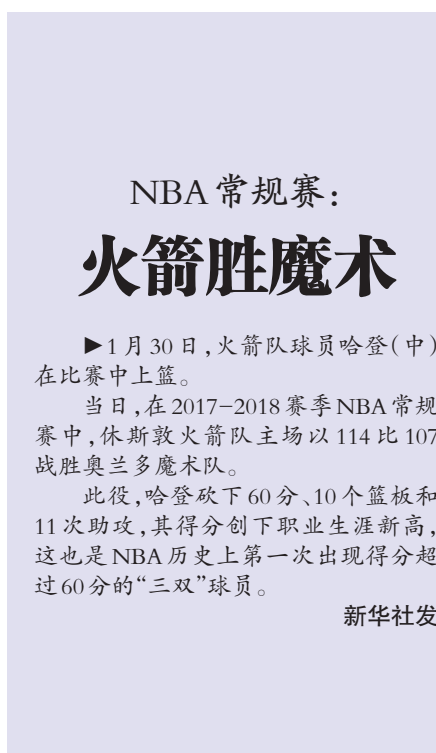 NBA常规赛：
火箭胜魔术
▶1月30日，火箭队球员哈登（中）
在比赛中上篮。
当日，在2017-2018赛季NBA常规
赛中，休斯敦火箭队主场以114比107
战胜奥兰多魔术队。
此役，哈登砍下60分、10个篮板和
11次助攻，其得分创下职业生涯新高，
这也是NBA历史上第一次出现得分超
过60分的“三双”球员。
新华社发